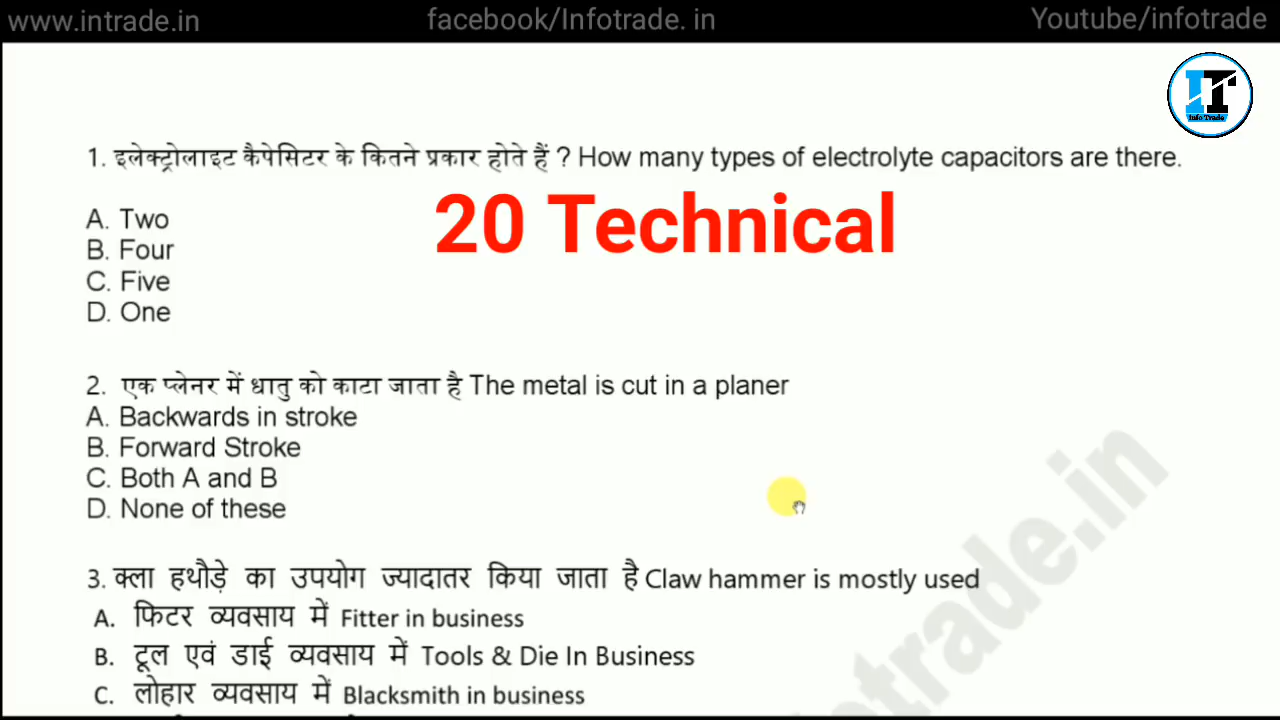 www.intrade.in facebook/Infotrade. in Youtube/infotrade
IT
Info Trade
1. इलेक्ट्रोलाइट कैपेसिटर के कितने प्रकार होते हैं ? How many types of electrolyte capacitors are there.
20 Technical
A. Two
B. Four
C. Five
D. One
2. एक प्लेनर में धातु को काटा जाता है The metal is cut in a planer
A. Backwards in stroke
B. Forward Stroke
C. Both A and B
D. None of these
3. क्ला हथौड़े का उपयोग ज्यादातर किया जाता है Claw hammer is mostly used
A. फिटर व्यवसाय में Fitter in business
B. टूल एवं डाई व्यवसाय में Tools & Die In Business
C. लोहार व्यवसाय में Blacksmith in business
ntrade.in